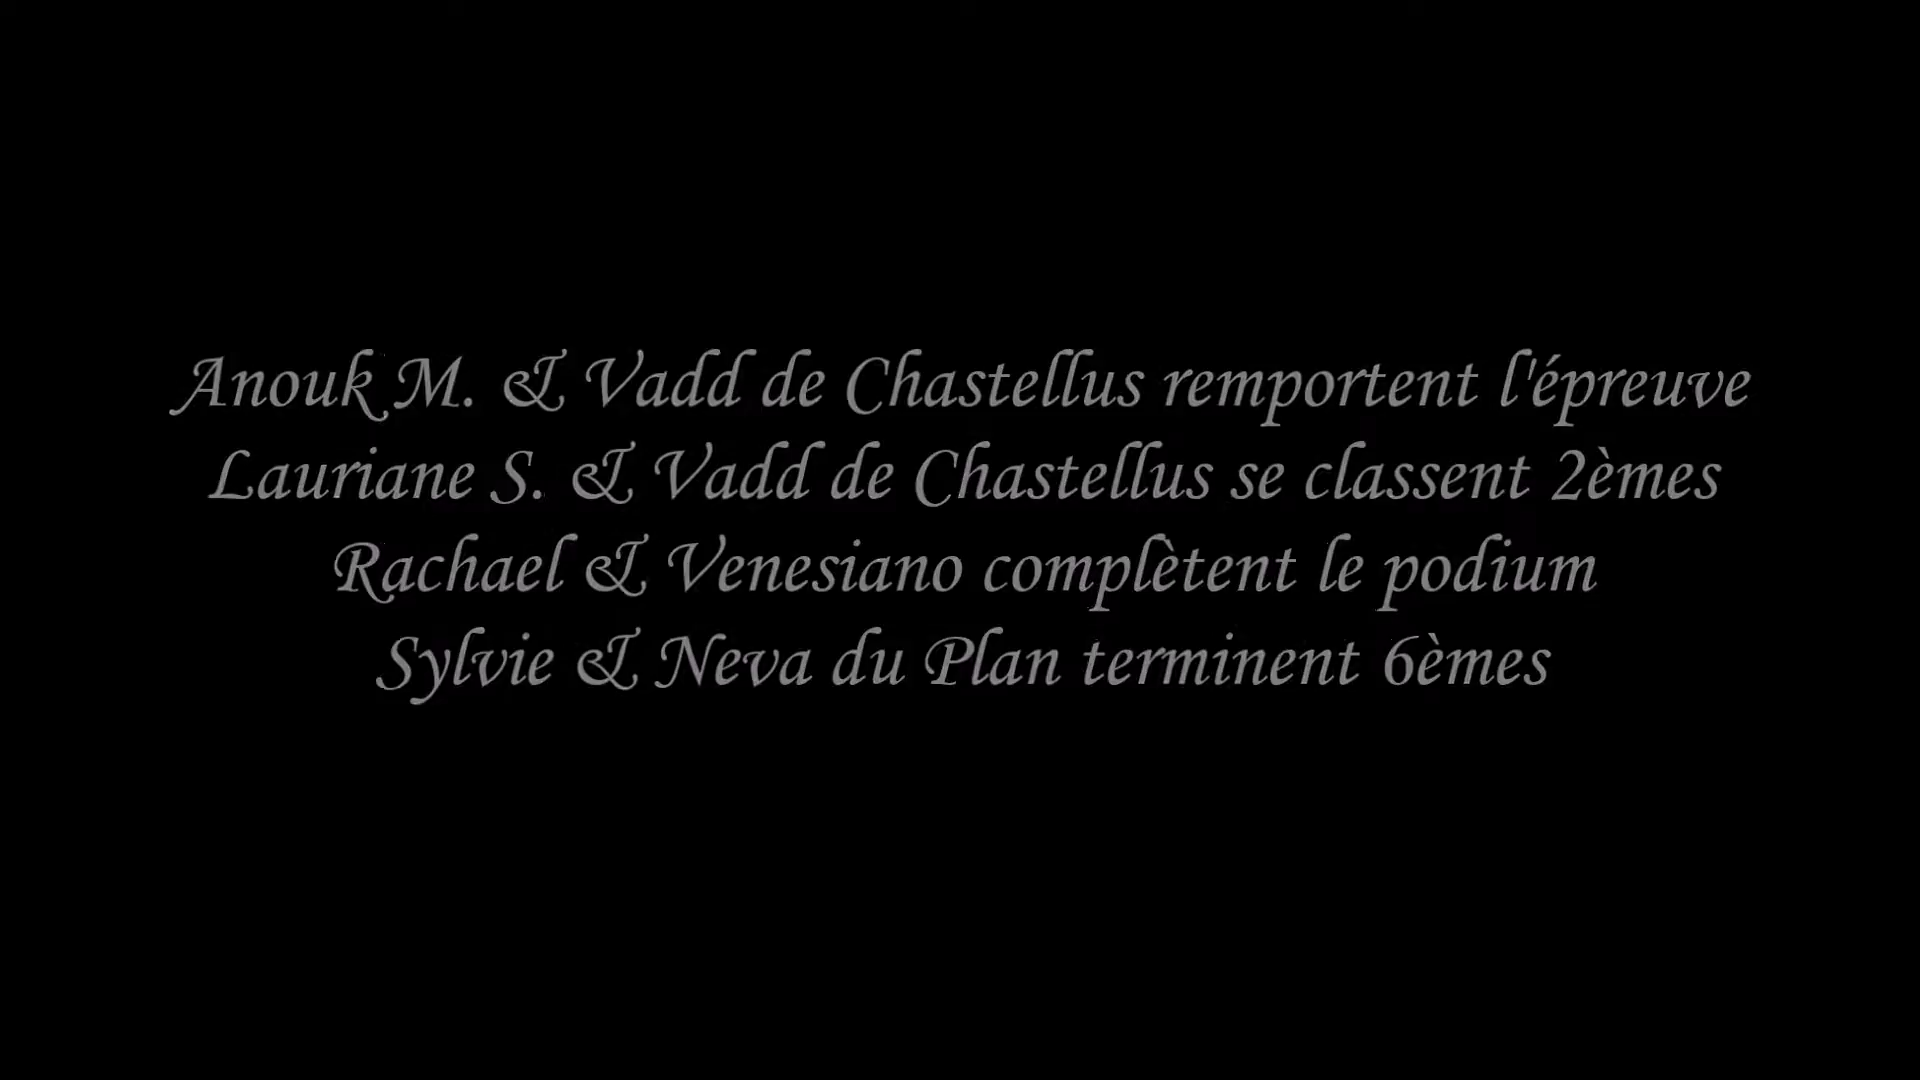 Anouk M. & Vadd de Chastellus remportent l'épreuve
Lauriane S. & Vadd de Chastellus se classent 2èmes
Rachael & Venesiano complètent le podium
Sylvie & Neva du Plan terminent 6èmes